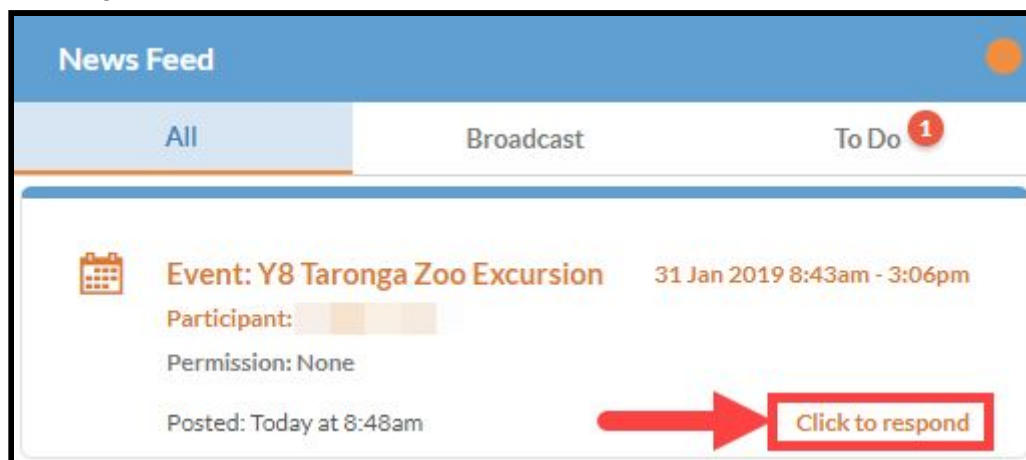 News Feed
All Broadcast To Do 1
Event: Y8 Taronga Zoo Excursion 31 Jan 2019 8:43am - 3:06pm
Participant:
Permission: None
Posted: Today at 8:48am Click to respond